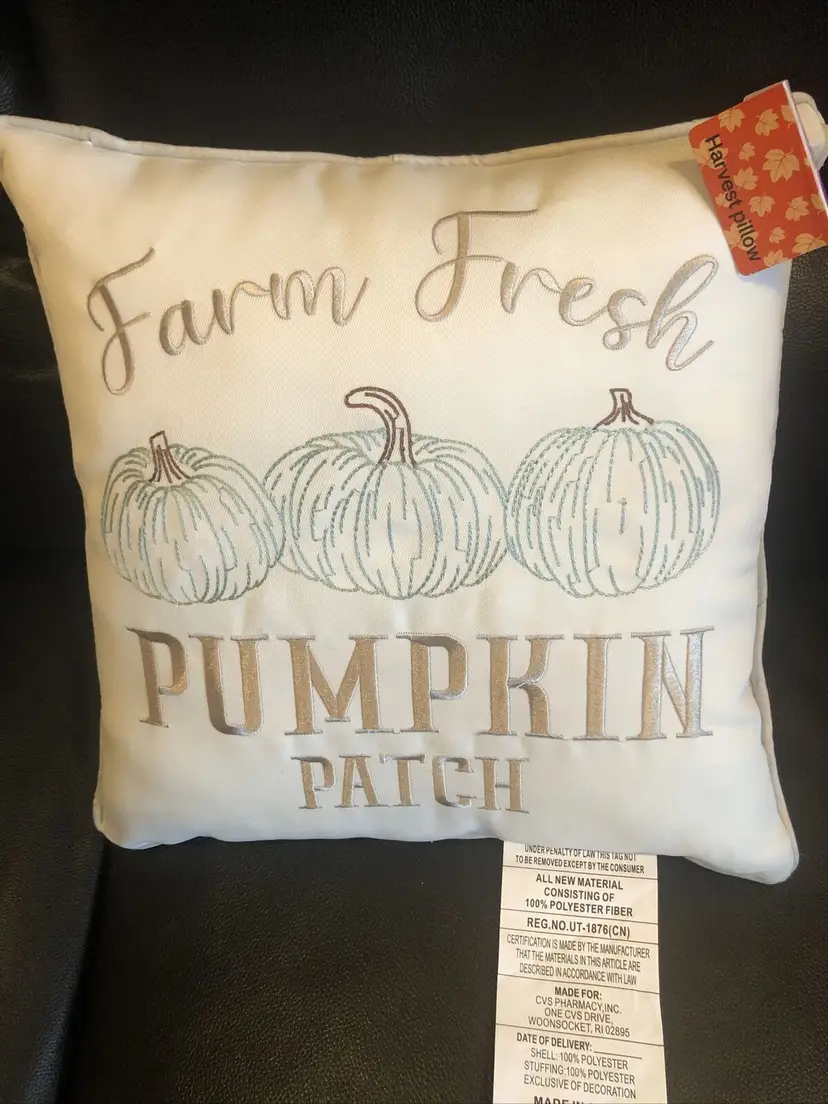 Harvest pillow
Farm Fresh
PUMPKIN
PATCH
UNDER PENALTY OF LAW THIS TAG NOT
TO BE REMOVED EXCEPT BY THE CONSUMER
ALL NEW MATERIAL
CONSISTING OF
100% POLYESTER FIBER
REG.NO.UT-1876(CN)
CERTIFICATION IS MADE BY THE MANUFACTURER
THAT THE MATERIALS IN THIS ARTICLE ARE
DESCRIBED IN ACCORDANCE WITH LAW
MADE FOR:
CVS PHARMACY,INC.
ONE CVS DRIVE,
WOONSOCKET, RI 02895
DATE OF DELIVERY:
SHELL: 100% POLYESTER
STUFFING:100% POLYESTER
EXCLUSIVE OF DECORATION
MADE IN